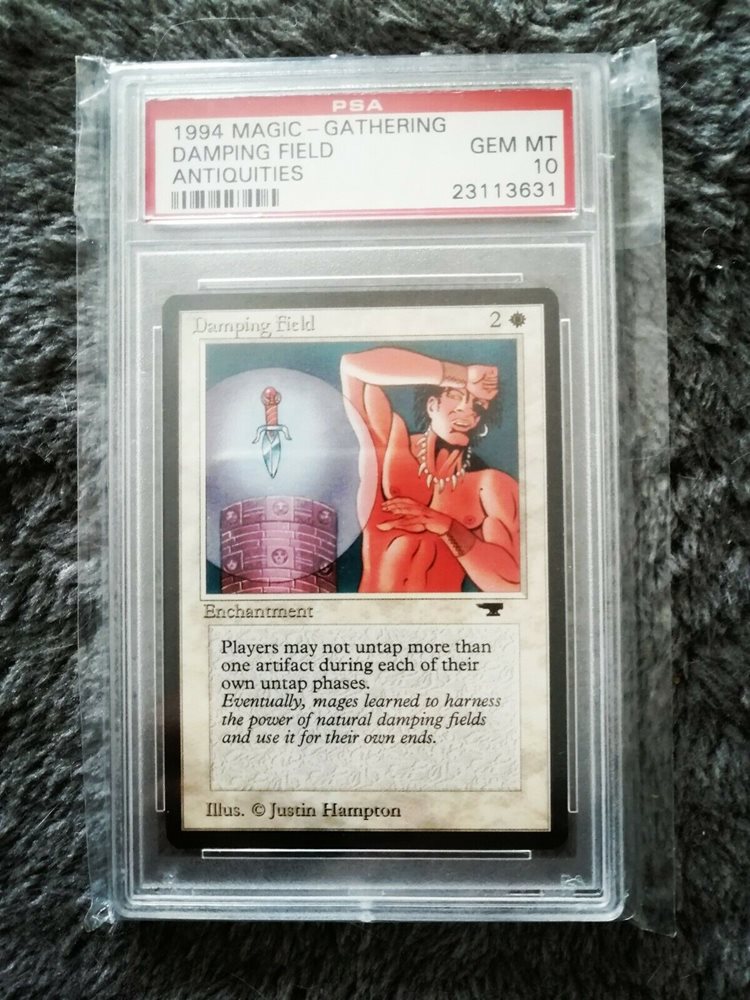 PSA
1994 MAGIC - GATHERING
DAMPING FIELD
GEM MT
ANTIQUITIES
10
23113631
Damping Field
2
Players may not untap more than
one artifact during each of their
own untap phases.
Eventually, mages learned to harness
the power of natural damping fields
and use it for their own ends.
Enchantment
Illus. © Justin Hampton